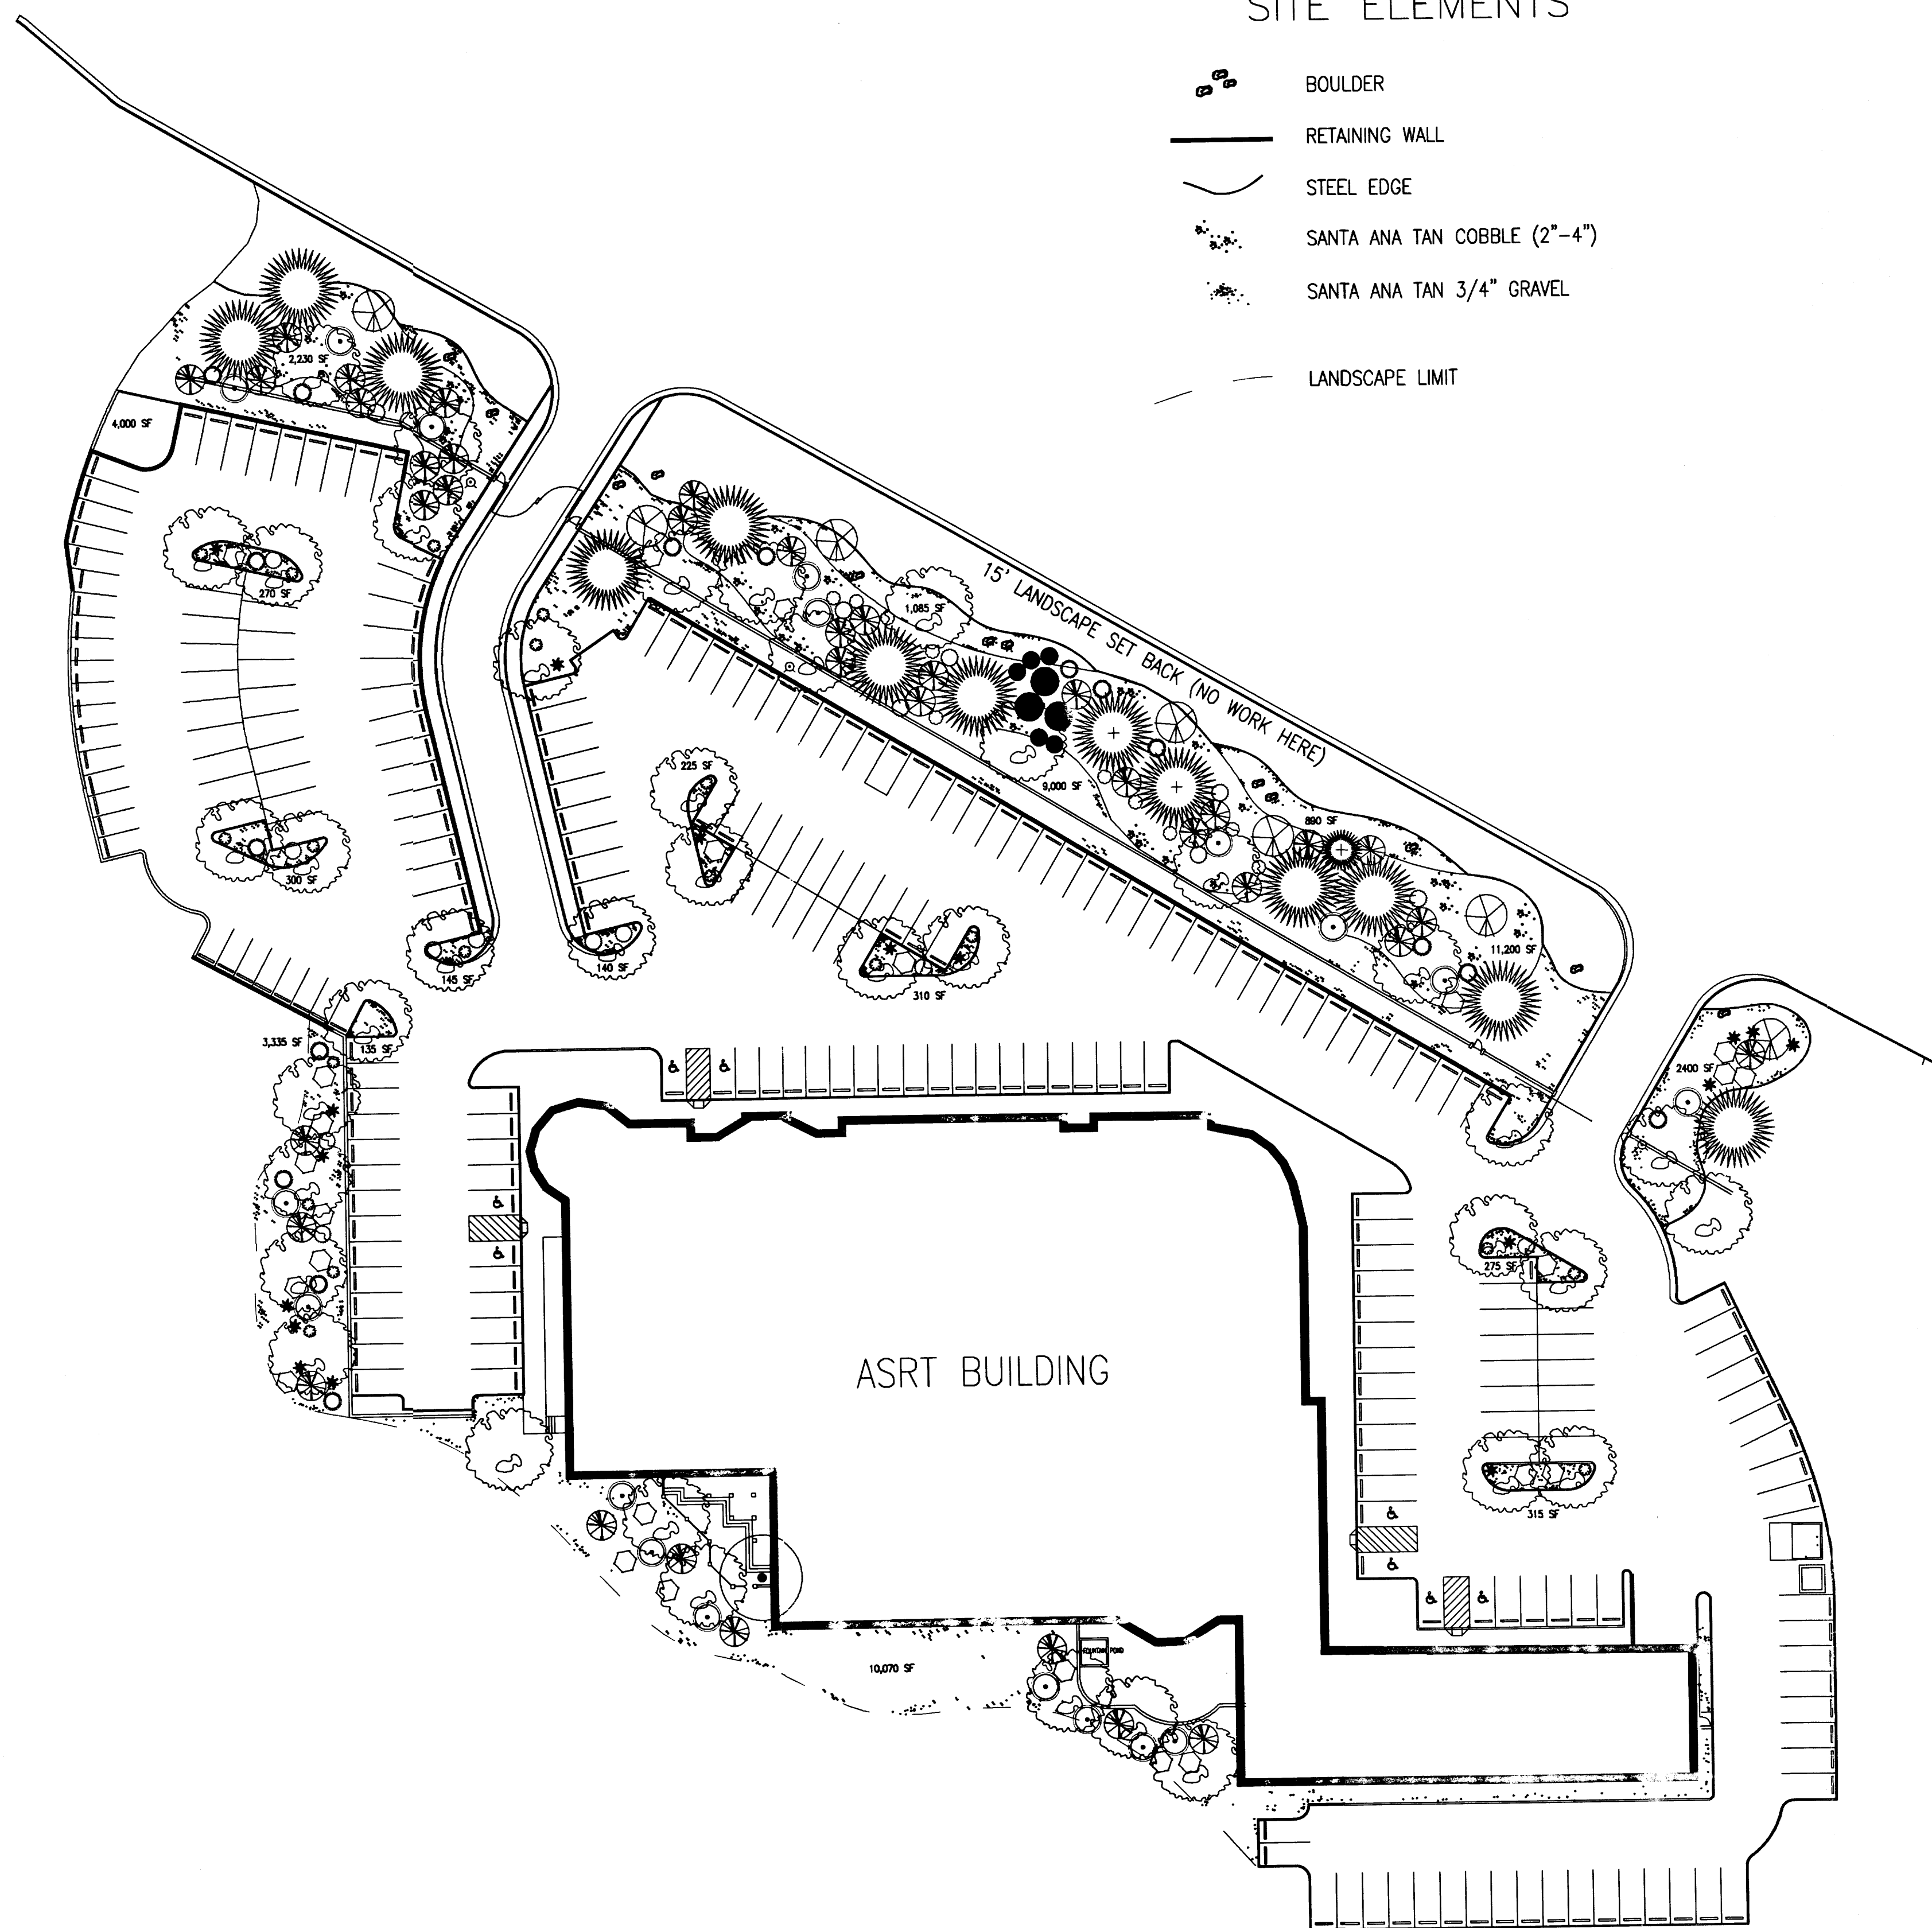 SITE ELEMENTS
BOULDER
RETAINING WALL
STEEL EDGE
SANTA ANA TAN COBBLE (2"-4")
SANTA ANA TAN 3/4" GRAVEL
LANDSCAPE LIMIT
2,230 SF
4,000 SF
270 SF
15' LANDSCAPE SET BACK (NO WORK HERE)
1,085 SF
225 SF
9,000 SF
890 SF
300 SF
11,200 SF
145 SF
140 SF
310 SF
3,335 SF
135 SF
2400 SF
275 SF
ASRT BUILDING
315 SF
FOUNTAIN POND
10,070 SF